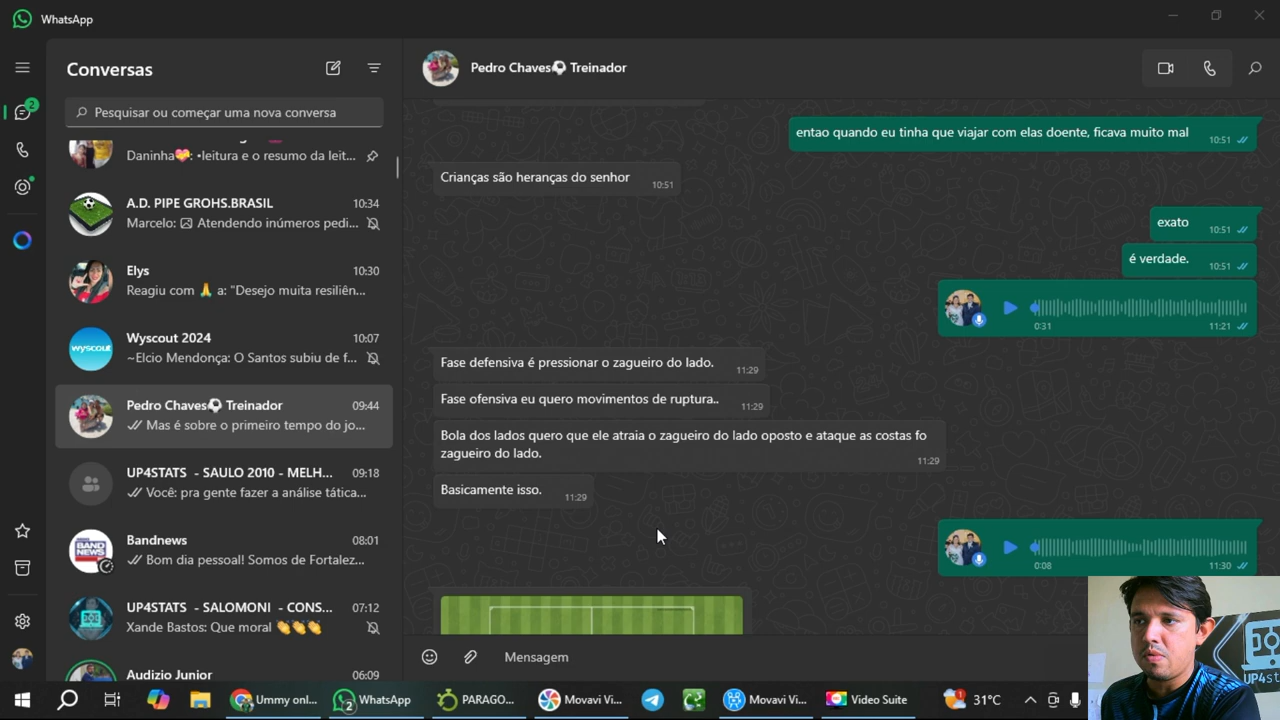 WhatsApp
Conversas
Pedro Chaves⚽ Treinador
2
Pesquisar ou começar uma nova conversa
Daninha💝: •leitura e o resumo da leit...
A.D. PIPE GROHS.BRASIL 10:34
Marcelo: Atendendo inúmeros pedi...
Elys 10:30
Reagiu com 🙏 a: "Desejo muita resiliên...
Wyscout 2024 10:07
~Elcio Mendonça: O Santos subiu de f...
wyscout
Pedro Chaves⚽ Treinador 09:44
Mas é sobre o primeiro tempo do jo...
UP4STATS - SAULO 2010 - MELH... 09:18
Você: pra gente fazer a análise tática...
Bandnews 08:01
Bom dia pessoal! Somos de Fortalez...
BAND
NEWS
UP4STATS - SALOMONI - CONS... 07:12
Xande Bastos: Que moral 👏👏👏
Audizio Junior 06:09
entao quando eu tinha que viajar com elas doente, ficava muito mal 10:51
Crianças são heranças do senhor 10:51
exato 10:51
é verdade. 10:51
0:31 11:21
Fase defensiva é pressionar o zagueiro do lado. 11:29
Fase ofensiva eu quero movimentos de ruptura.. 11:29
Bola dos lados quero que ele atraia o zagueiro do lado oposto e ataque as costas fo
zagueiro do lado. 11:29
Basicamente isso. 11:29
0:08 11:30
Mensagem
UP4st
Ummy onl... 2 WhatsApp PARAGO... Movavi Vi... Movavi Vi... Video Suite 1 31°C